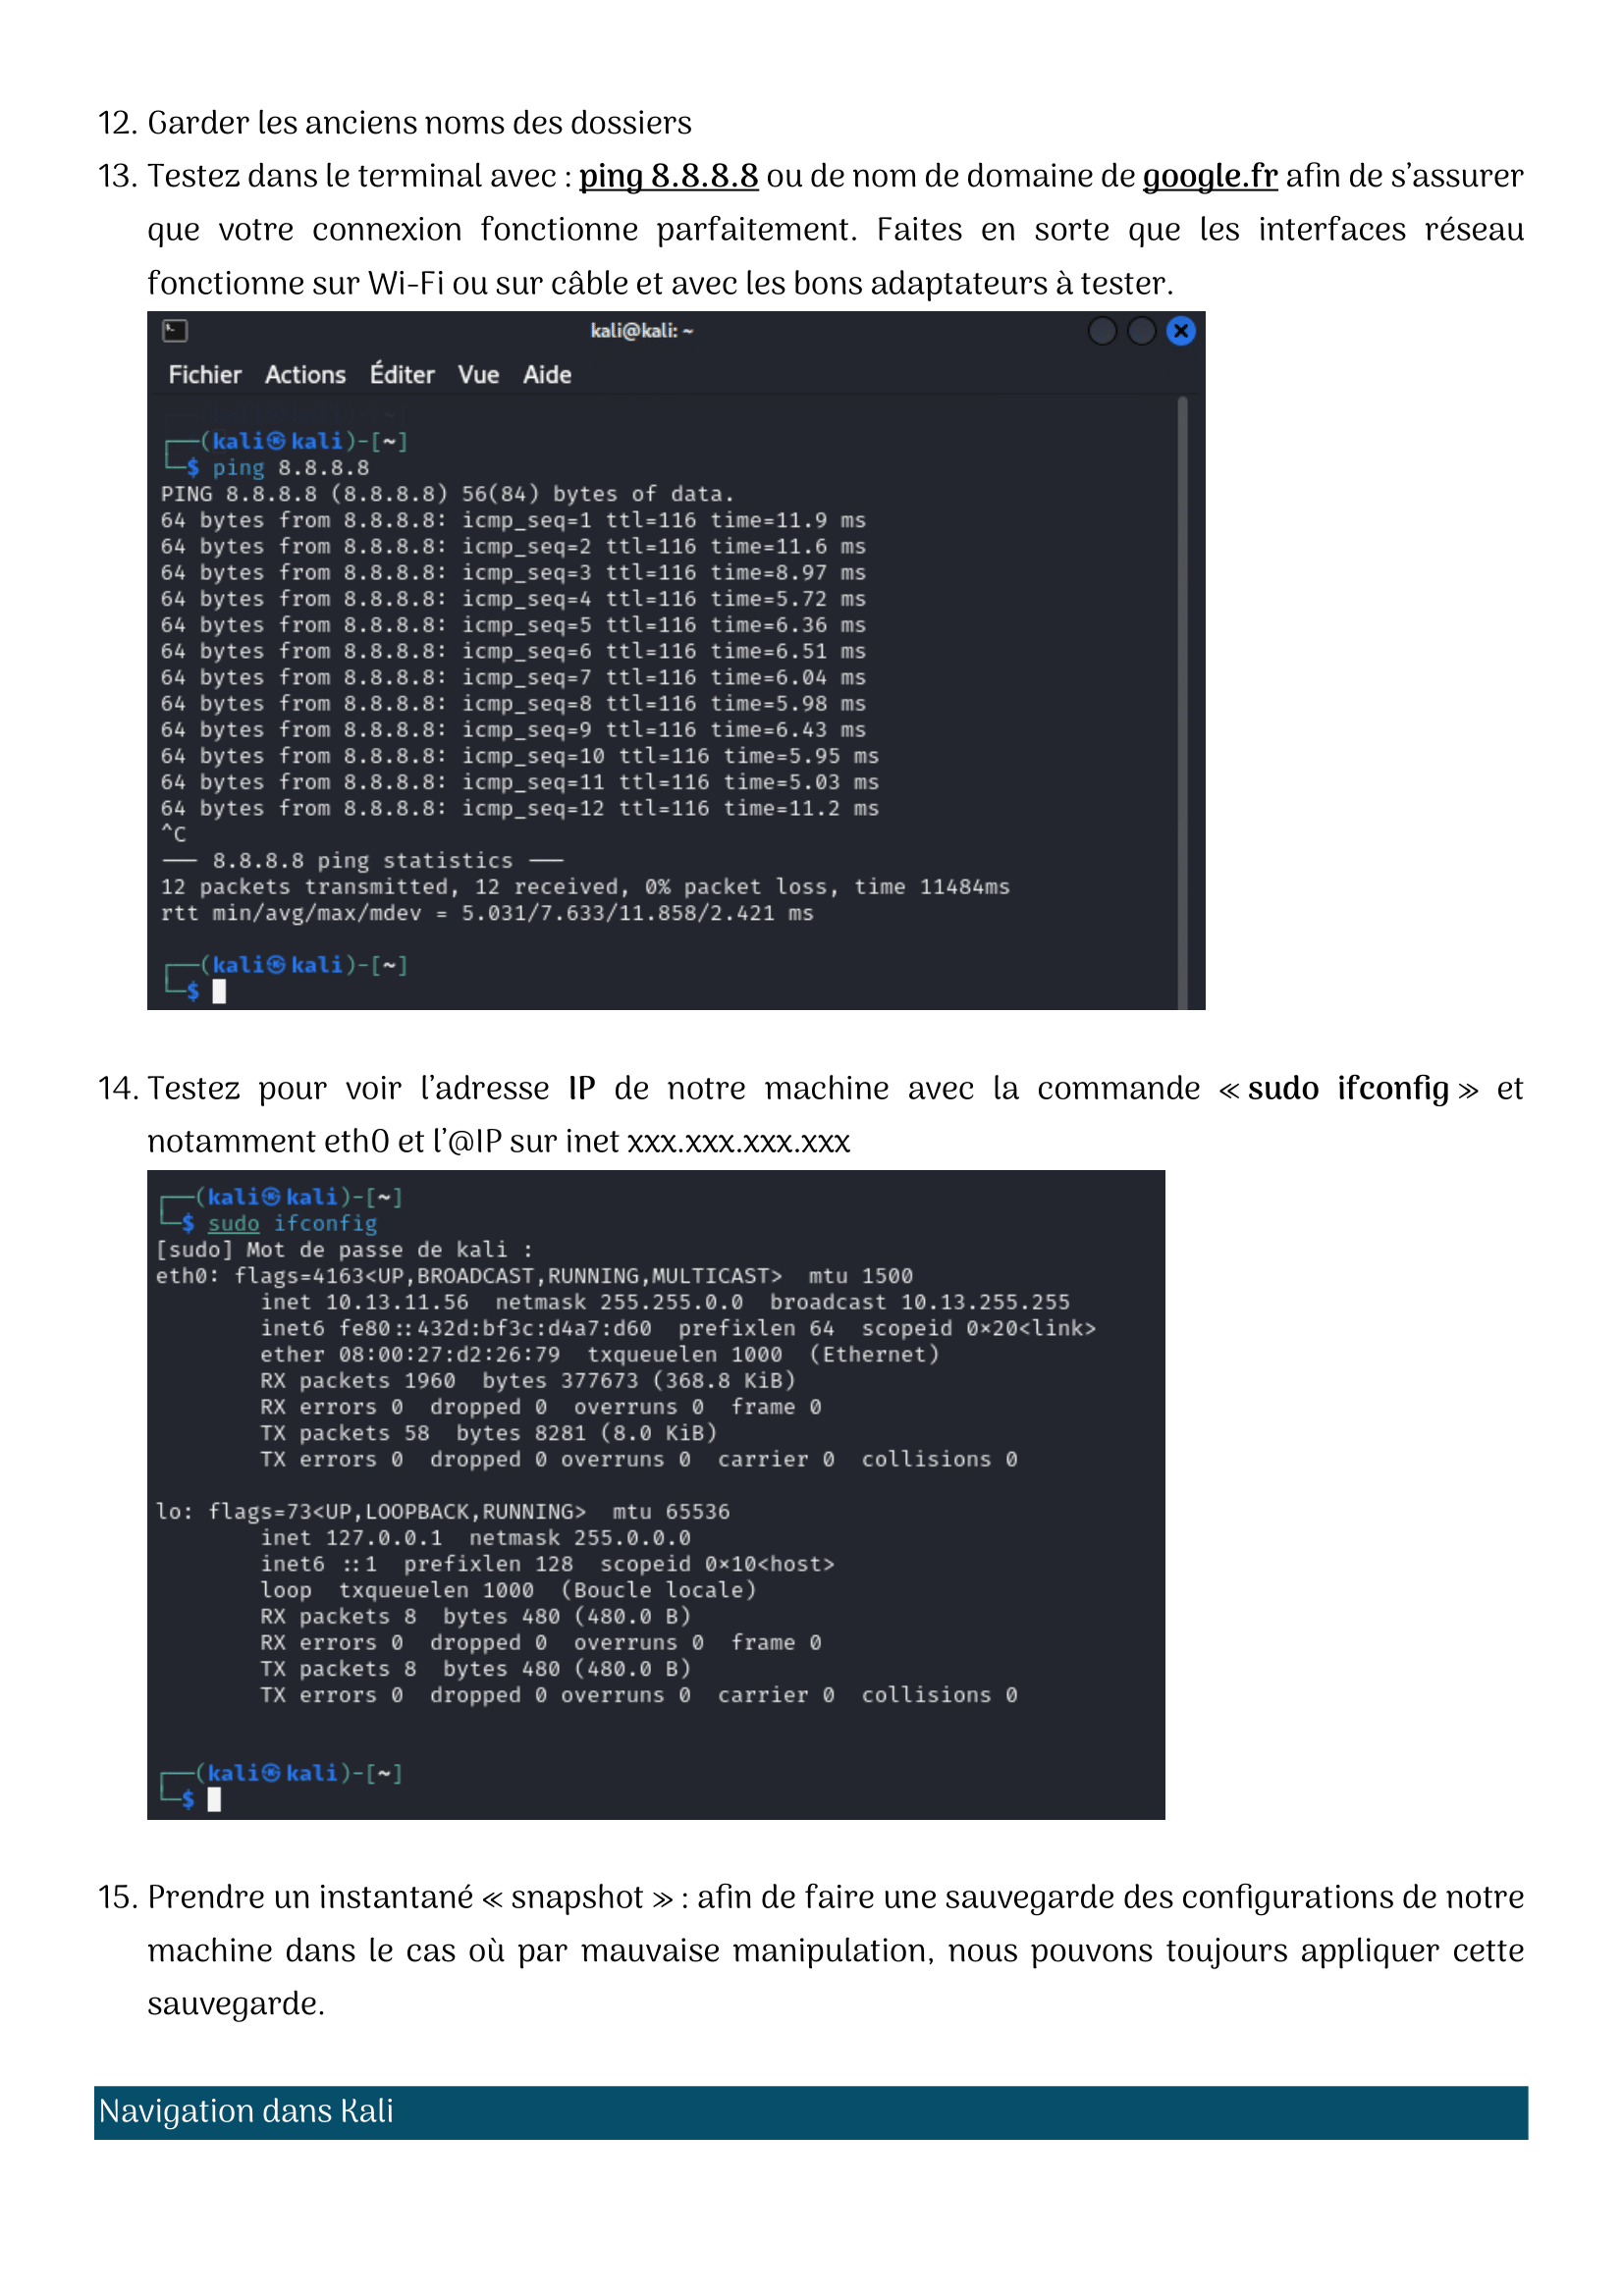 12. Garder les anciens noms des dossiers
13. Testez dans le terminal avec : ping 8.8.8.8 ou de nom de domaine de google.fr afin de s’assurer
que votre connexion fonctionne parfaitement. Faites en sorte que les interfaces réseau
fonctionne sur Wi-Fi ou sur câble et avec les bons adaptateurs à tester.
kali@kali: ~
Fichier Actions Éditer Vue Aide
┌──(kali㉿kali)-[~]
└─$ ping 8.8.8.8
PING 8.8.8.8 (8.8.8.8) 56(84) bytes of data.
64 bytes from 8.8.8.8: icmp_seq=1 ttl=116 time=11.9 ms
64 bytes from 8.8.8.8: icmp_seq=2 ttl=116 time=11.6 ms
64 bytes from 8.8.8.8: icmp_seq=3 ttl=116 time=8.97 ms
64 bytes from 8.8.8.8: icmp_seq=4 ttl=116 time=5.72 ms
64 bytes from 8.8.8.8: icmp_seq=5 ttl=116 time=6.36 ms
64 bytes from 8.8.8.8: icmp_seq=6 ttl=116 time=6.51 ms
64 bytes from 8.8.8.8: icmp_seq=7 ttl=116 time=6.04 ms
64 bytes from 8.8.8.8: icmp_seq=8 ttl=116 time=5.98 ms
64 bytes from 8.8.8.8: icmp_seq=9 ttl=116 time=6.43 ms
64 bytes from 8.8.8.8: icmp_seq=10 ttl=116 time=5.95 ms
64 bytes from 8.8.8.8: icmp_seq=11 ttl=116 time=5.03 ms
64 bytes from 8.8.8.8: icmp_seq=12 ttl=116 time=11.2 ms
^C
--- 8.8.8.8 ping statistics ---
12 packets transmitted, 12 received, 0% packet loss, time 11484ms
rtt min/avg/max/mdev = 5.031/7.633/11.858/2.421 ms
┌──(kali㉿kali)-[~]
└─$
14. Testez pour voir l’adresse IP de notre machine avec la commande « sudo ifconfig » et
notamment eth0 et l’@IP sur inet xxx.xxx.xxx.xxx
┌──(kali㉿kali)-[~]
└─$ sudo ifconfig
[sudo] Mot de passe de kali :
eth0: flags=4163<UP,BROADCAST,RUNNING,MULTICAST> mtu 1500
inet 10.13.11.56 netmask 255.255.0.0 broadcast 10.13.255.255
inet6 fe80::432d:bf3c:d4a7:d60 prefixlen 64 scopeid 0×20<link>
ether 08:00:27:d2:26:79 txqueuelen 1000 (Ethernet)
RX packets 1960 bytes 377673 (368.8 KiB)
RX errors 0 dropped 0 overruns 0 frame 0
TX packets 58 bytes 8281 (8.0 KiB)
TX errors 0 dropped 0 overruns 0 carrier 0 collisions 0
lo: flags=73<UP,LOOPBACK,RUNNING> mtu 65536
inet 127.0.0.1 netmask 255.0.0.0
inet6 ::1 prefixlen 128 scopeid 0×10<host>
loop txqueuelen 1000 (Boucle locale)
RX packets 8 bytes 480 (480.0 B)
RX errors 0 dropped 0 overruns 0 frame 0
TX packets 8 bytes 480 (480.0 B)
TX errors 0 dropped 0 overruns 0 carrier 0 collisions 0
┌──(kali㉿kali)-[~]
└─$
15. Prendre un instantané « snapshot » : afin de faire une sauvegarde des configurations de notre
machine dans le cas où par mauvaise manipulation, nous pouvons toujours appliquer cette
sauvegarde.
Navigation dans Kali